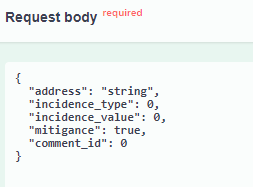 Request body required
{
  "address": "string",
  "incidence_type": 0,
  "incidence_value": 0,
  "mitigance": true,
  "comment_id": 0
}